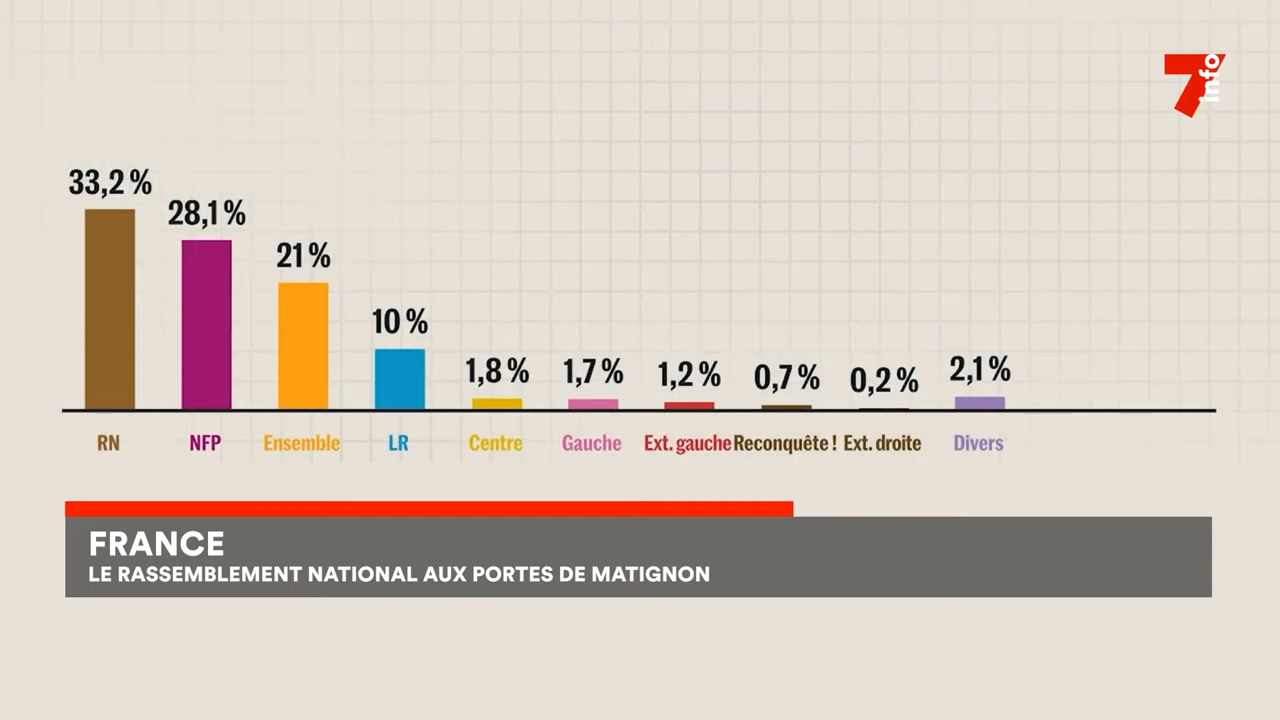 7 info
33,2 %
28,1 %
21 %
10 %
1,8 %
1,7 %
1,2 %
0,7 %
0,2 %
2,1 %
RN
NFP
Ensemble
LR
Centre
Gauche
Ext. gauche
Reconquête !
Ext. droite
Divers
FRANCE
LE RASSEMBLEMENT NATIONAL AUX PORTES DE MATIGNON